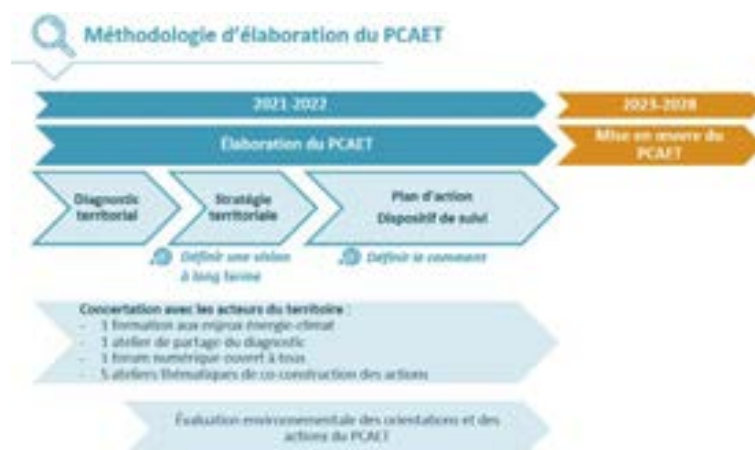 Méthodologie d'élaboration du PCAET
2021-2022
2023-2028
Élaboration du PCAET
Mise en œuvre du
PCAET
Diagnostic
territorial
Stratégie
territoriale
Plan d'action
Dispositif de suivi
Définir une vision
à long terme
Définir le comment
Concertation avec les acteurs du territoire :
- 1 formation aux enjeux énergie-climat
- 1 atelier de partage du diagnostic
- 1 forum numérique ouvert à tous
- 5 ateliers thématiques de co-construction des actions
Évaluation environnementale des orientations et des
actions du PCAET